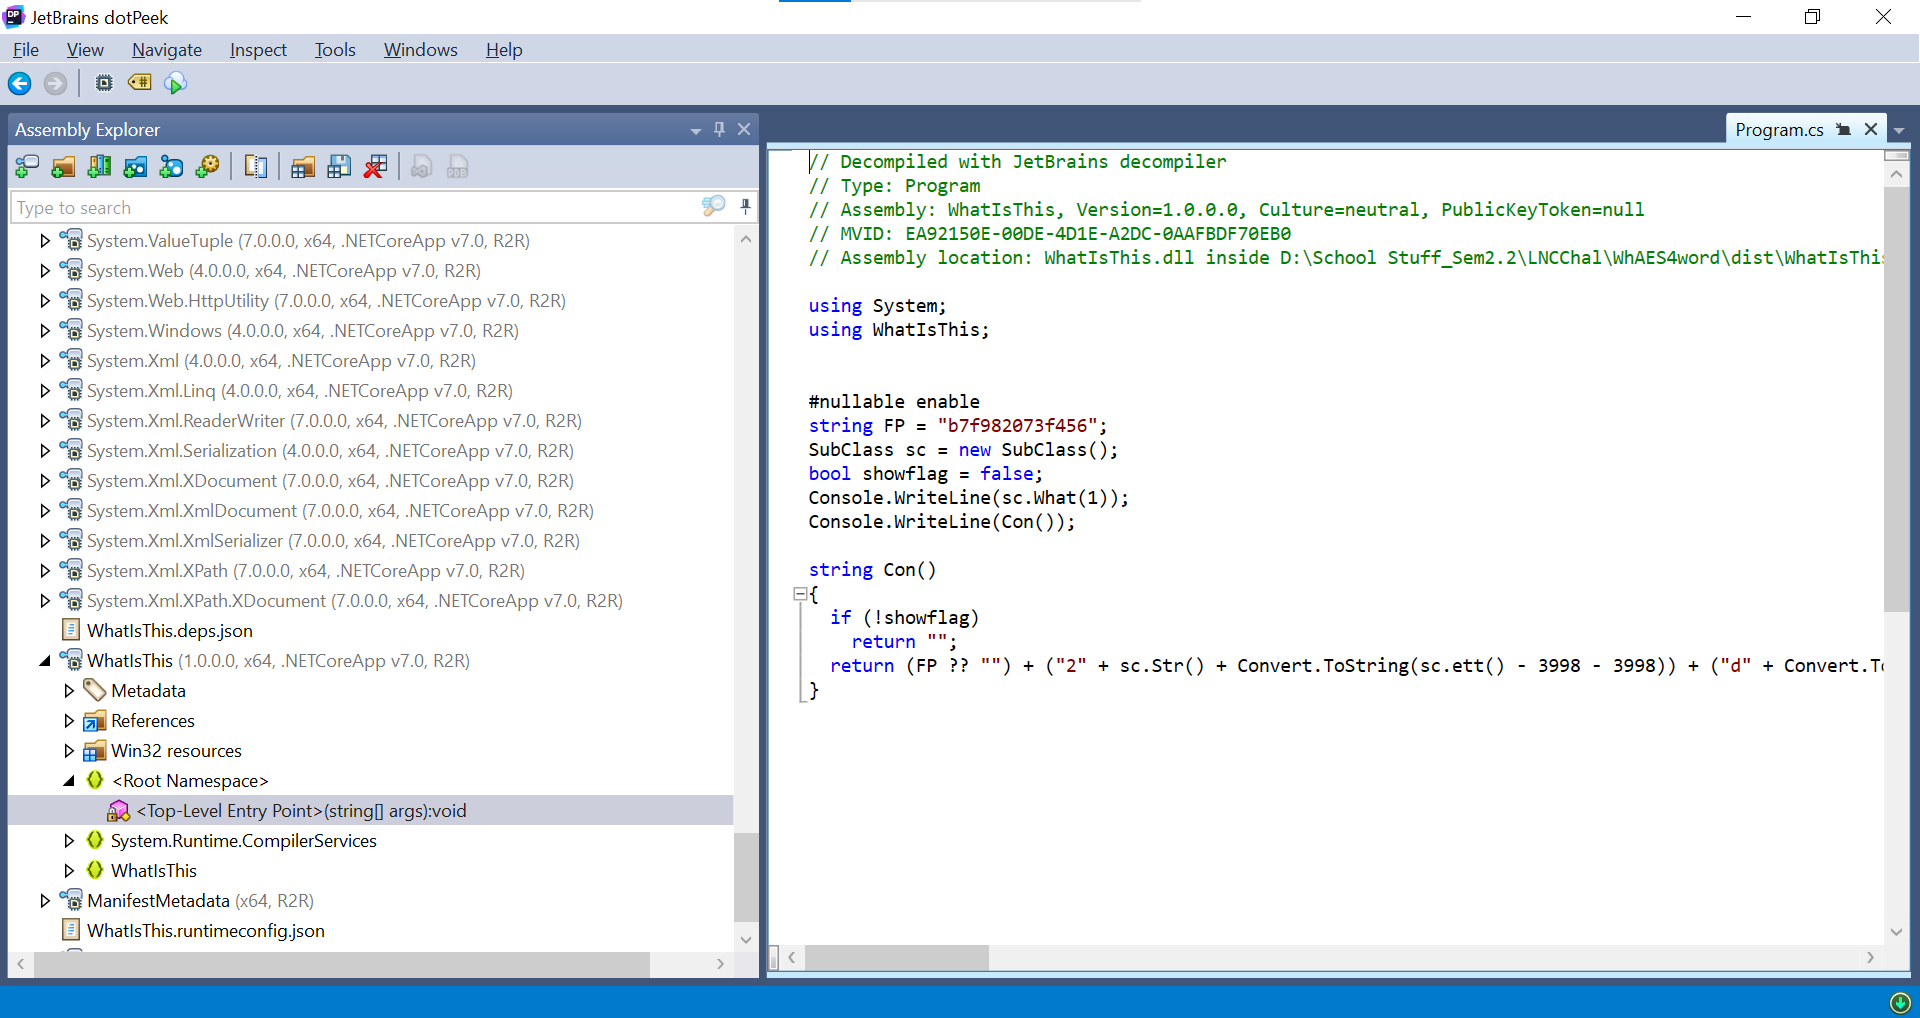 JetBrains dotPeek
File View Navigate Inspect Tools Windows Help
Assembly Explorer
Type to search
System.ValueTuple (7.0.0.0, x64, .NETCoreApp v7.0, R2R)
System.Web (4.0.0.0, x64, .NETCoreApp v7.0, R2R)
System.Web.HttpUtility (7.0.0.0, x64, .NETCoreApp v7.0, R2R)
System.Windows (4.0.0.0, x64, .NETCoreApp v7.0, R2R)
System.Xml (4.0.0.0, x64, .NETCoreApp v7.0, R2R)
System.Xml.Linq (4.0.0.0, x64, .NETCoreApp v7.0, R2R)
System.Xml.ReaderWriter (7.0.0.0, x64, .NETCoreApp v7.0, R2R)
System.Xml.Serialization (4.0.0.0, x64, .NETCoreApp v7.0, R2R)
System.Xml.XDocument (7.0.0.0, x64, .NETCoreApp v7.0, R2R)
System.Xml.XmlDocument (7.0.0.0, x64, .NETCoreApp v7.0, R2R)
System.Xml.XmlSerializer (7.0.0.0, x64, .NETCoreApp v7.0, R2R)
System.Xml.XPath (7.0.0.0, x64, .NETCoreApp v7.0, R2R)
System.Xml.XPath.XDocument (7.0.0.0, x64, .NETCoreApp v7.0, R2R)
WhatIsThis.deps.json
WhatIsThis (1.0.0.0, x64, .NETCoreApp v7.0, R2R)
Metadata
References
Win32 resources
<Root Namespace>
<Top-Level Entry Point>(string[] args):void
System.Runtime.CompilerServices
WhatIsThis
ManifestMetadata (x64, R2R)
WhatIsThis.runtimeconfig.json
Program.cs
// Decompiled with JetBrains decompiler
// Type: Program
// Assembly: WhatIsThis, Version=1.0.0.0, Culture=neutral, PublicKeyToken=null
// MVID: EA92150E-00DE-4D1E-A2DC-0AAFBDF70EB0
// Assembly location: WhatIsThis.dll inside D:\School Stuff_Sem2.2\LNCChal\WhAES4word\dist\WhatIsThis
using System;
using WhatIsThis;
#nullable enable
string FP = "b7f982073f456";
SubClass sc = new SubClass();
bool showflag = false;
Console.WriteLine(sc.What(1));
Console.WriteLine(Con());
string Con()
{
if (!showflag)
return "";
return (FP ?? "") + ("2" + sc.Str() + Convert.ToString(sc.ett() - 3998 - 3998)) + ("d" + Convert.To
}